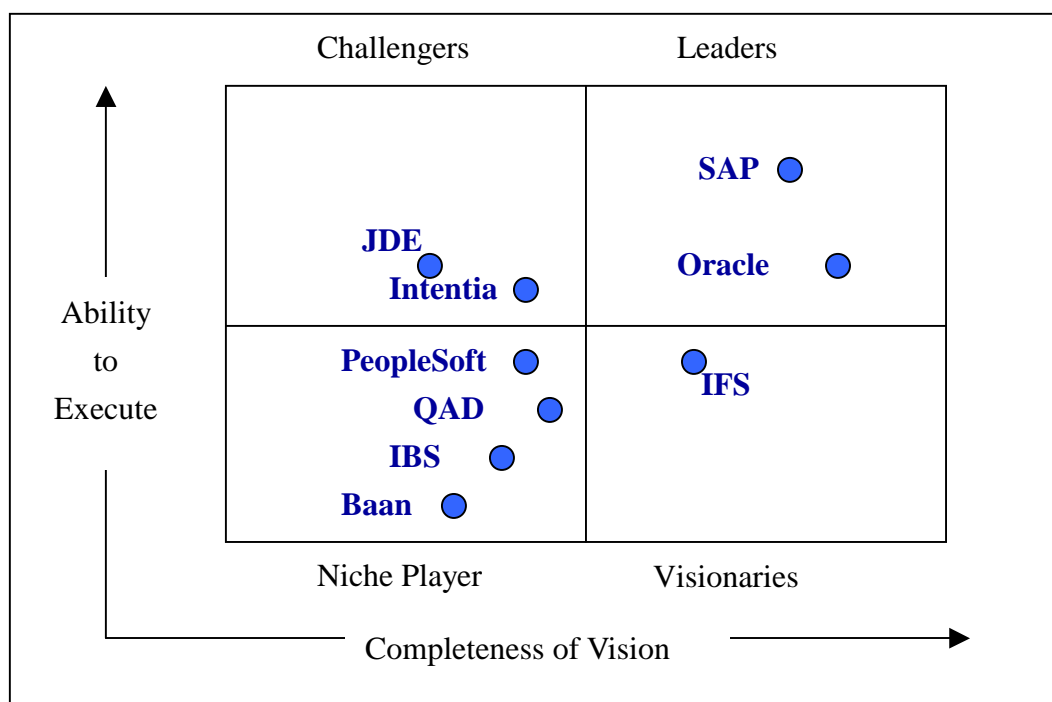 Challengers
Leaders
SAP
JDE
Oracle
Intentia
Ability
to
Execute
PeopleSoft
IFS
QAD
IBS
Baan
Niche Player
Visionaries
Completeness of Vision